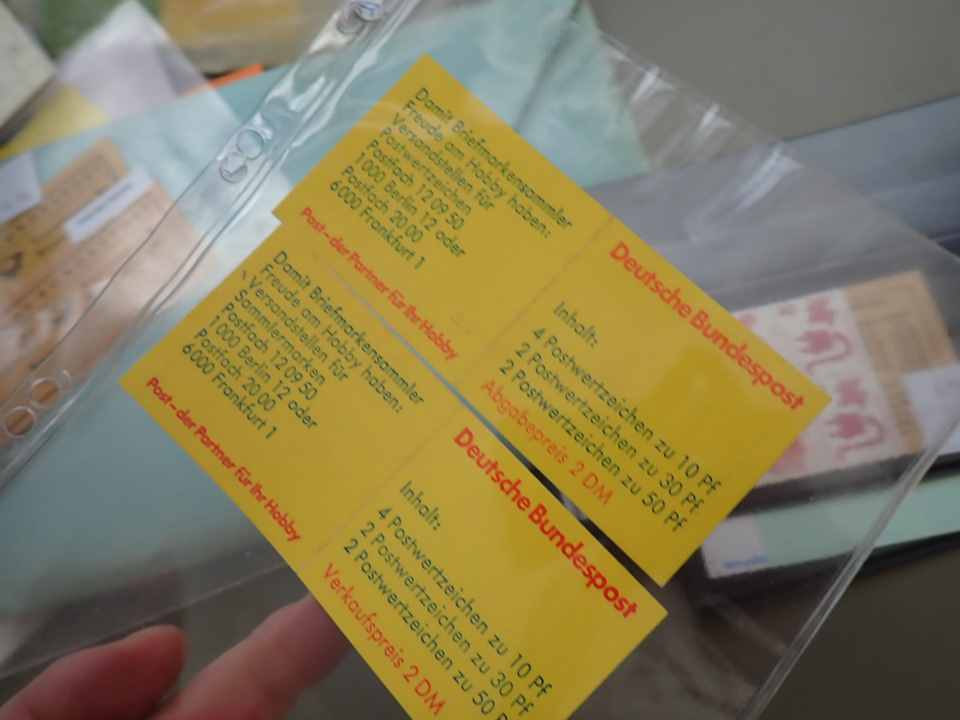 Damit Briefmarkensammler
Freude am Hobby haben:
Versandstellen für
Postwertzeichen
Postfach 12 09 50
1000 Berlin 12 oder
Postfach 20 00
6000 Frankfurt 1
Post – der Partner für Ihr Hobby
Deutsche Bundespost
Inhalt:
4 Postwertzeichen zu 10 Pf
2 Postwertzeichen zu 30 Pf
2 Postwertzeichen zu 50 Pf
Abgabepreis 2 DM
Damit Briefmarkensammler
Freude am Hobby haben:
Versandstellen für
Sammlermarken
Postfach 12 09 50
1000 Berlin 12 oder
Postfach 20 00
6000 Frankfurt 1
Post – der Partner für Ihr Hobby
Deutsche Bundespost
Inhalt:
4 Postwertzeichen zu 10 Pf
2 Postwertzeichen zu 30 Pf
2 Postwertzeichen zu 50 P
Verkaufspreis 2 DM